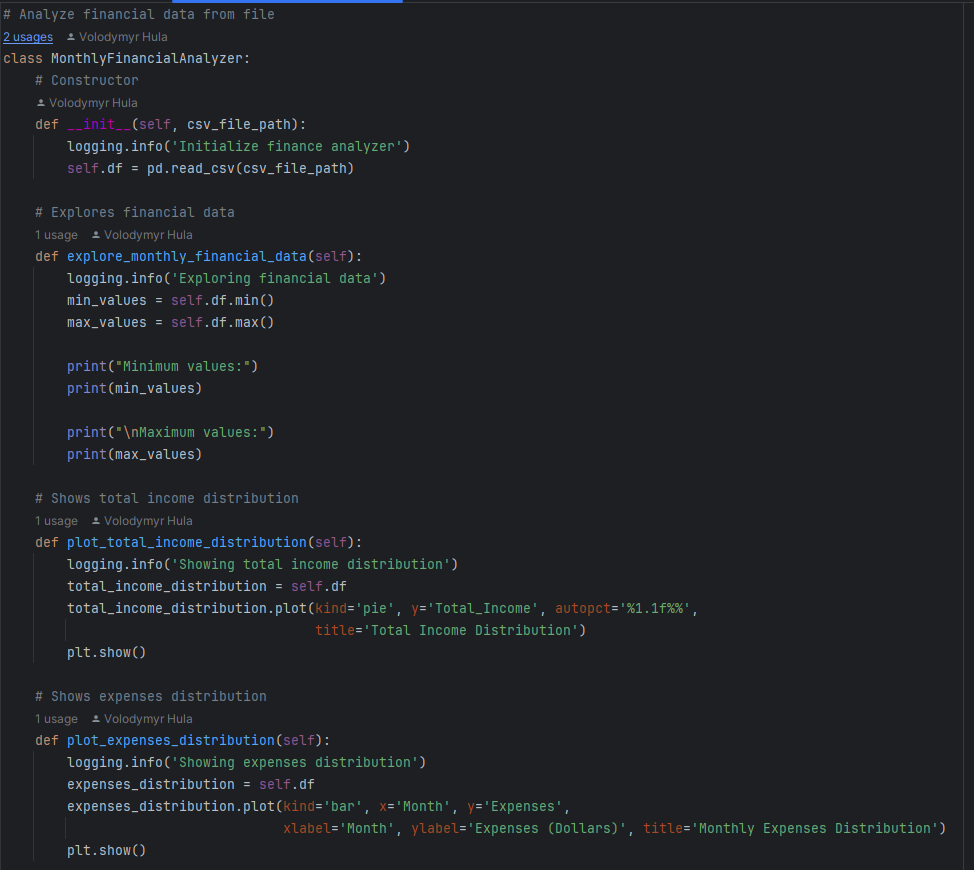 # Analyze financial data from file
2 usages Volodymyr Hula
class MonthlyFinancialAnalyzer:
    # Constructor
    Volodymyr Hula
    def __init__(self, csv_file_path):
        logging.info('Initialize finance analyzer')
        self.df = pd.read_csv(csv_file_path)

    # Explores financial data
    1 usage Volodymyr Hula
    def explore_monthly_financial_data(self):
        logging.info('Exploring financial data')
        min_values = self.df.min()
        max_values = self.df.max()

        print("Minimum values:")
        print(min_values)

        print("\nMaximum values:")
        print(max_values)

    # Shows total income distribution
    1 usage Volodymyr Hula
    def plot_total_income_distribution(self):
        logging.info('Showing total income distribution')
        total_income_distribution = self.df
        total_income_distribution.plot(kind='pie', y='Total_Income', autopct='%1.1f%%',
                                       title='Total Income Distribution')
        plt.show()

    # Shows expenses distribution
    1 usage Volodymyr Hula
    def plot_expenses_distribution(self):
        logging.info('Showing expenses distribution')
        expenses_distribution = self.df
        expenses_distribution.plot(kind='bar', x='Month', y='Expenses',
                                   xlabel='Month', ylabel='Expenses (Dollars)', title='Monthly Expenses Distribution')
        plt.show()